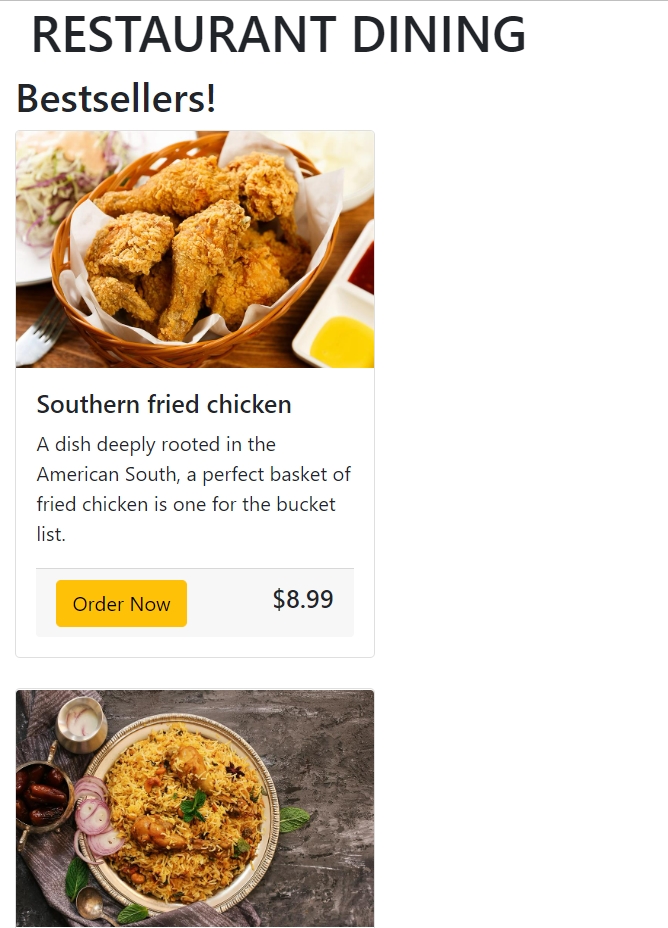 RESTAURANT DINING
Bestsellers!
Southern fried chicken
A dish deeply rooted in the
American South, a perfect basket of
fried chicken is one for the bucket
list.
Order Now
$8.99